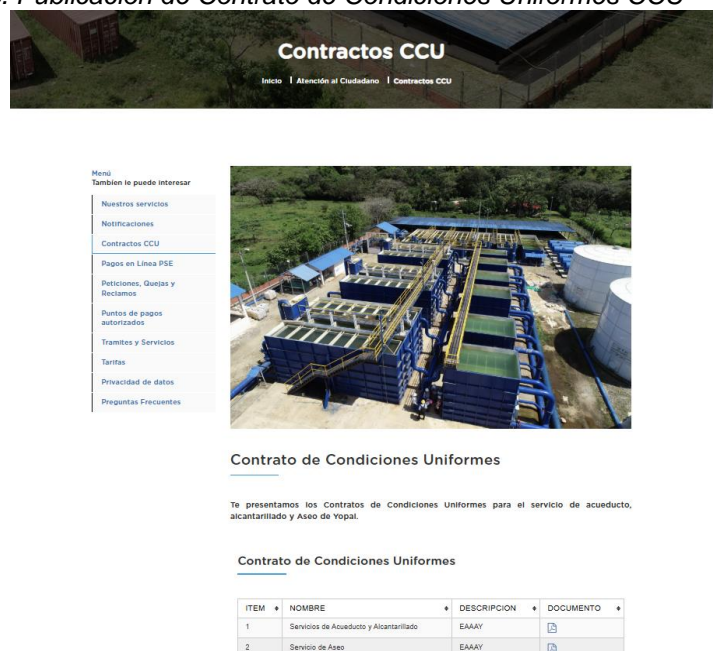 . Publicación de Contrato de Condiciones Uniformes CCU
Contractos CCU
Inicio | Atención al Ciudadano | Contractos CCU
Menú
Tambien le puede interesar
Nuestros servicios
Notificaciones
Contractos CCU
Pagos en Línea PSE
Peticiones, Quejas y
Reclamos
Puntos de pagos
autorizados
Tramites y Servicios
Tarifas
Privacidad de datos
Preguntas Frecuentes
Contrato de Condiciones Uniformes
Te presentamos los Contratos de Condiciones Uniformes para el servicio de acueducto,
alcantarillado y Aseo de Yopal.
Contrato de Condiciones Uniformes
ITEM NOMBRE DESCRIPCION DOCUMENTO
1 Servicios de Acueducto y Alcantarillado EAAAY
2 Servicio de Aseo EAAAY